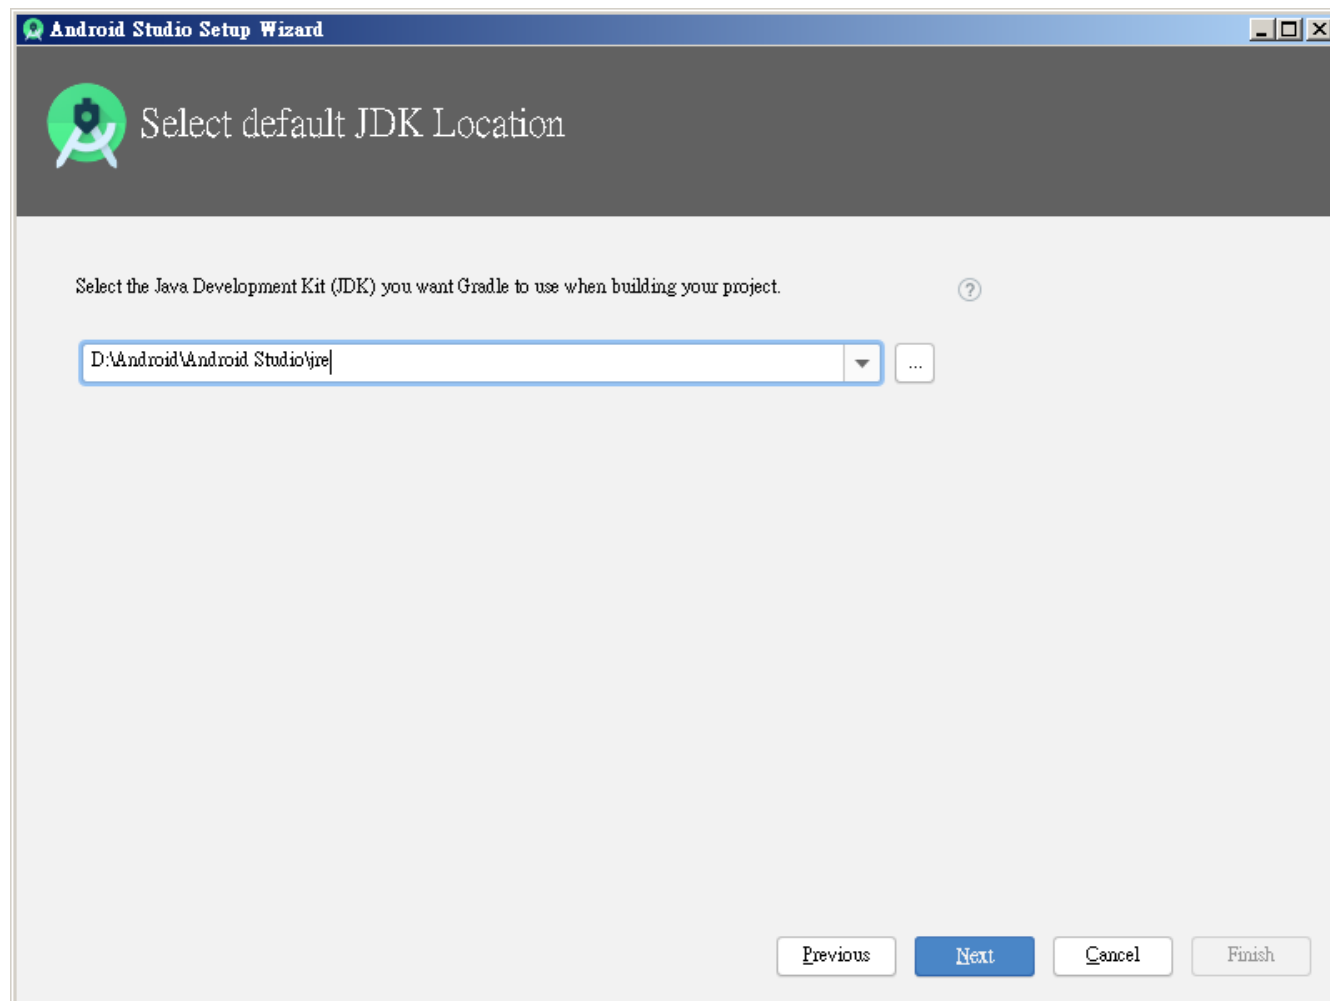 Android Studio Setup Wizard
Select default JDK Location
Select the Java Development Kit (JDK) you want Gradle to use when building your project.
?
D:\Android\Android Studio\jre
...
Previous
Next
Cancel
Finish